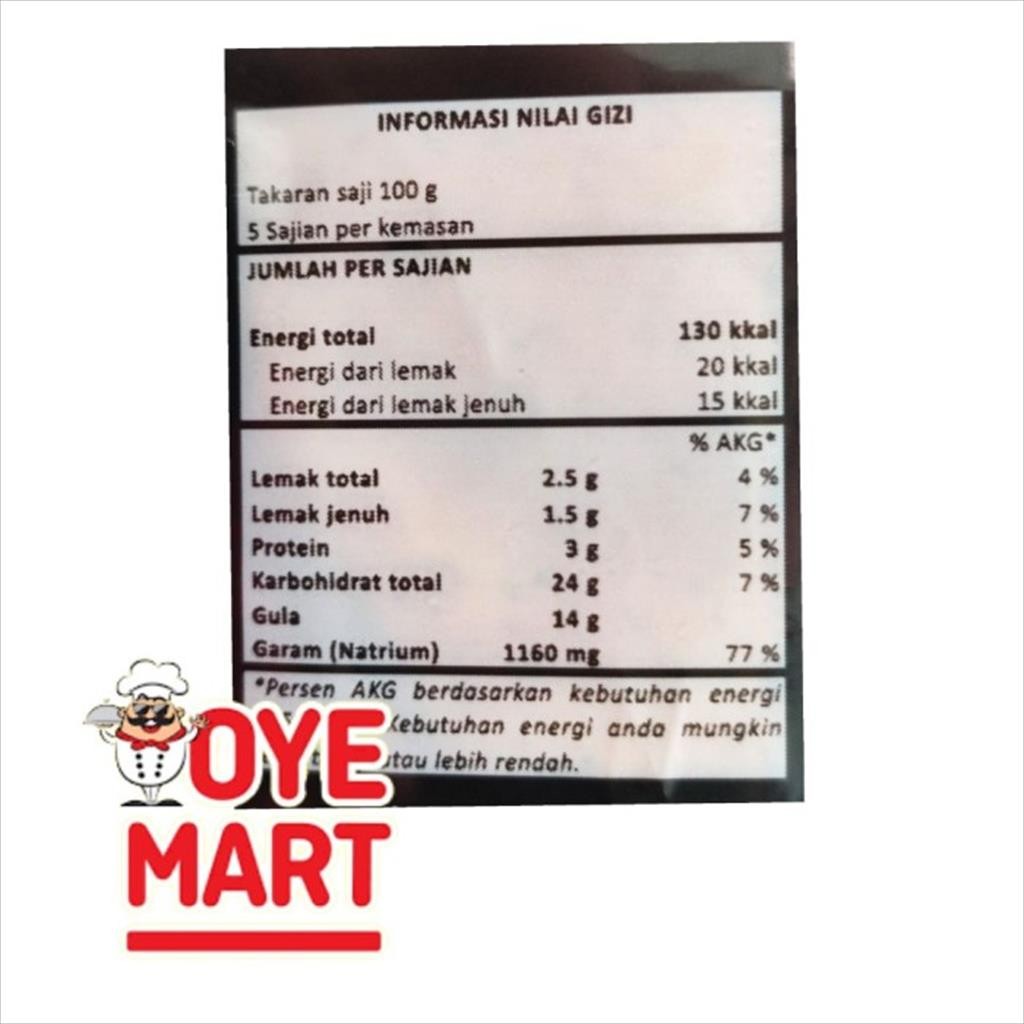 INFORMASI NILAI GIZI
Takaran saji 100 g
5 Sajian per kemasan
JUMLAH PER SAJIAN
Energi total 130 kkal
Energi dari lemak 20 kkal
Energi dari lemak jenuh 15 kkal
% AKG*
Lemak total 2.5 g 4 %
Lemak jenuh 1.5 g 7 %
Protein 3 g 5 %
Karbohidrat total 24 g 7 %
Gula 14 g
Garam (Natrium) 1160 mg 77 %
*Persen AKG berdasarkan kebutuhan energi
Kebutuhan energi anda mungkin
lebih rendah.
OYE
MART